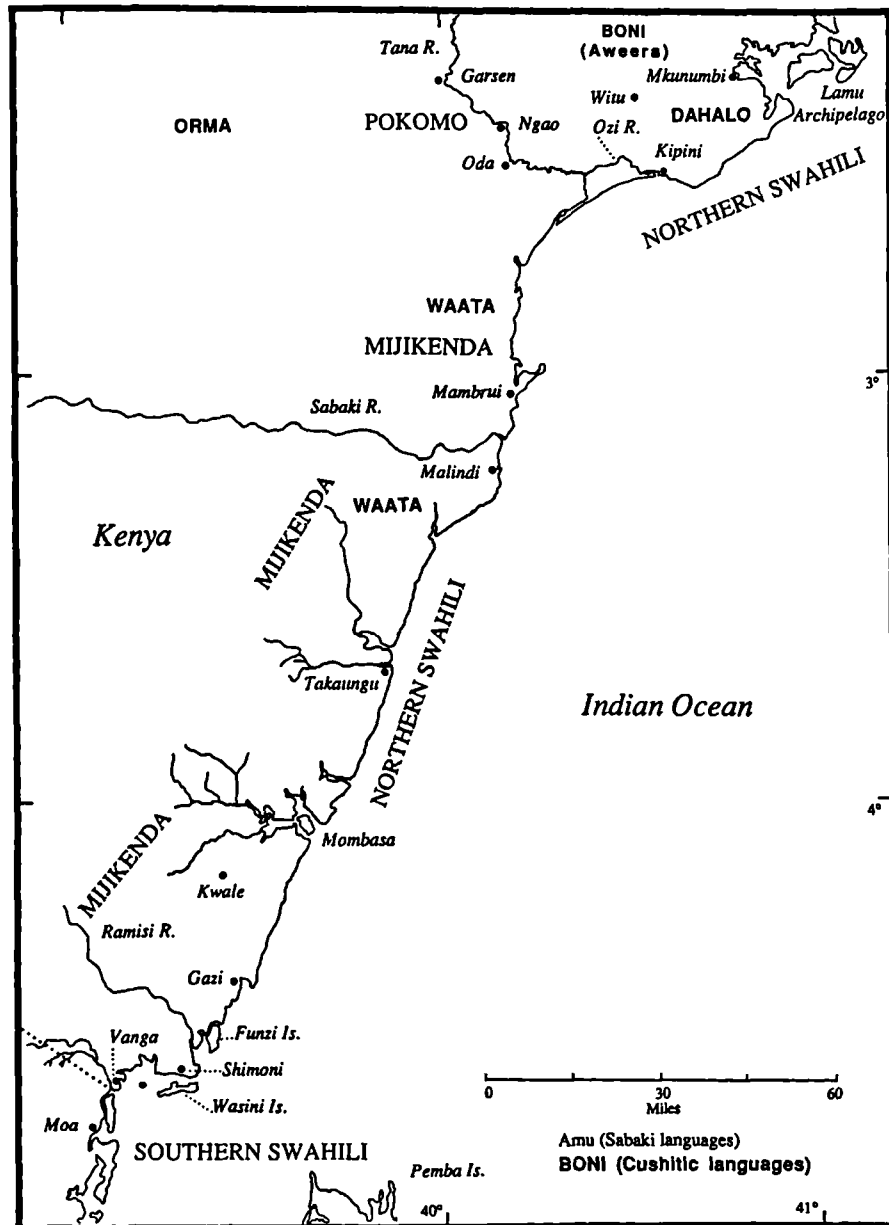 BONI
(Aweera)
Tana R.
Garsen
Mkunumbi
Witu
Lamu
Archipelago
ORMA
POKOMO
Ngao
DAHALO
Ozi R.
Oda
Kipini
NORTHERN SWAHILI
WAATA
MIJIKENDA
3°
Mambrui
Sabaki R.
Malindi
WAATA
MIJIKENDA
Kenya
NORTHERN SWAHILI
Takaungu
Indian Ocean
4°
Mombasa
MIJIKENDA
Kwale
Ramisi R.
Gazi
Funzi Is.
Vanga
Shimoni
Wasini Is.
0 30 60
Miles
Moa
SOUTHERN SWAHILI
Amu (Sabaki languages)
BONI (Cushitic languages)
Pemba Is.
40° 41°